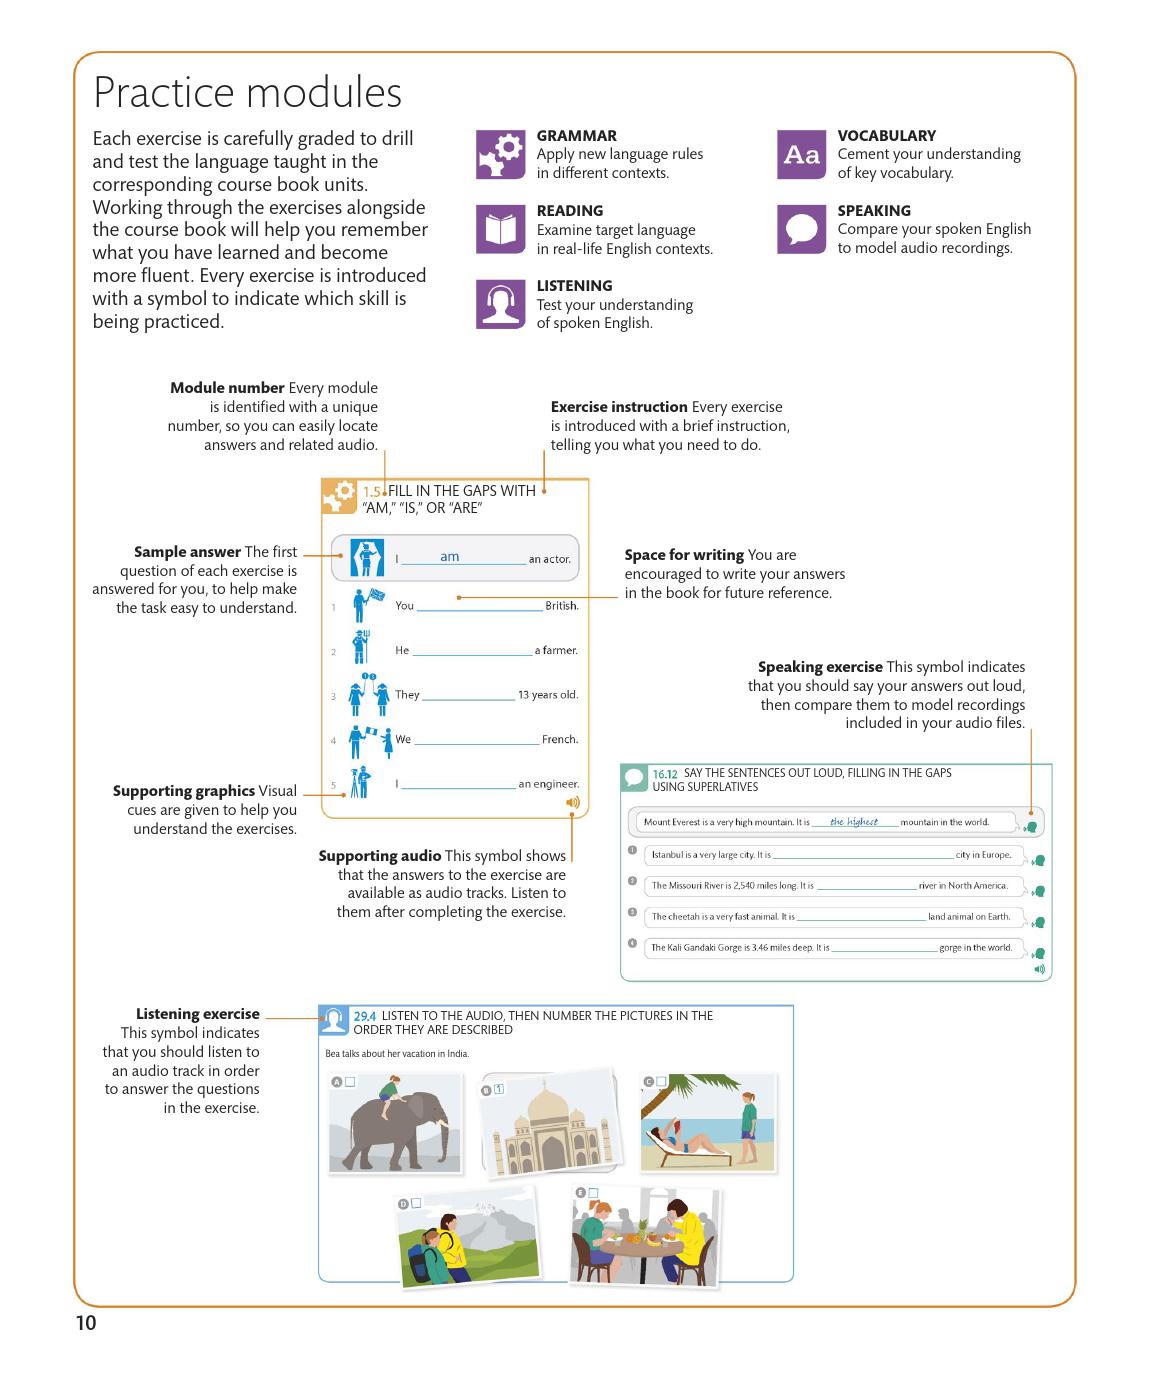 Practice modules
Each exercise is carefully graded to drill
and test the language taught in the
corresponding course book units.
Working through the exercises alongside
the course book will help you remember
what you have learned and become
more fluent. Every exercise is introduced
with a symbol to indicate which skill is
being practiced.
GRAMMAR
Apply new language rules
in different contexts.
READING
Examine target language
in real-life English contexts.
LISTENING
Test your understanding
of spoken English.
Aa
VOCABULARY
Cement your understanding
of key vocabulary.
SPEAKING
Compare your spoken English
to model audio recordings.
Module number Every module
is identified with a unique
number, so you can easily locate
answers and related audio.
Exercise instruction Every exercise
is introduced with a brief instruction,
telling you what you need to do.
1.5 FILL IN THE GAPS WITH
“AM,” “IS,” OR “ARE”
I am an actor.
1 You ____ British.
2 He ____ a farmer.
3 They ____ 13 years old.
4 We ____ French.
5 I ____ an engineer.
Sample answer The first
question of each exercise is
answered for you, to help make
the task easy to understand.
Space for writing You are
encouraged to write your answers
in the book for future reference.
Supporting graphics Visual
cues are given to help you
understand the exercises.
Supporting audio This symbol shows
that the answers to the exercise are
available as audio tracks. Listen to
them after completing the exercise.
Speaking exercise This symbol indicates
that you should say your answers out loud,
then compare them to model recordings
included in your audio files.
16.12 SAY THE SENTENCES OUT LOUD, FILLING IN THE GAPS
USING SUPERLATIVES
Mount Everest is a very high mountain. It is the highest mountain in the world.
1 Istanbul is a very large city. It is ____ city in Europe.
2 The Missouri River is 2,540 miles long. It is ____ river in North America.
3 The cheetah is a very fast animal. It is ____ land animal on Earth.
4 The Kali Gandaki Gorge is 3.46 miles deep. It is ____ gorge in the world.
Listening exercise
This symbol indicates
that you should listen to
an audio track in order
to answer the questions
in the exercise.
29.4 LISTEN TO THE AUDIO, THEN NUMBER THE PICTURES IN THE
ORDER THEY ARE DESCRIBED
Bea talks about her vacation in India.
A
B 1
C
D
E
10